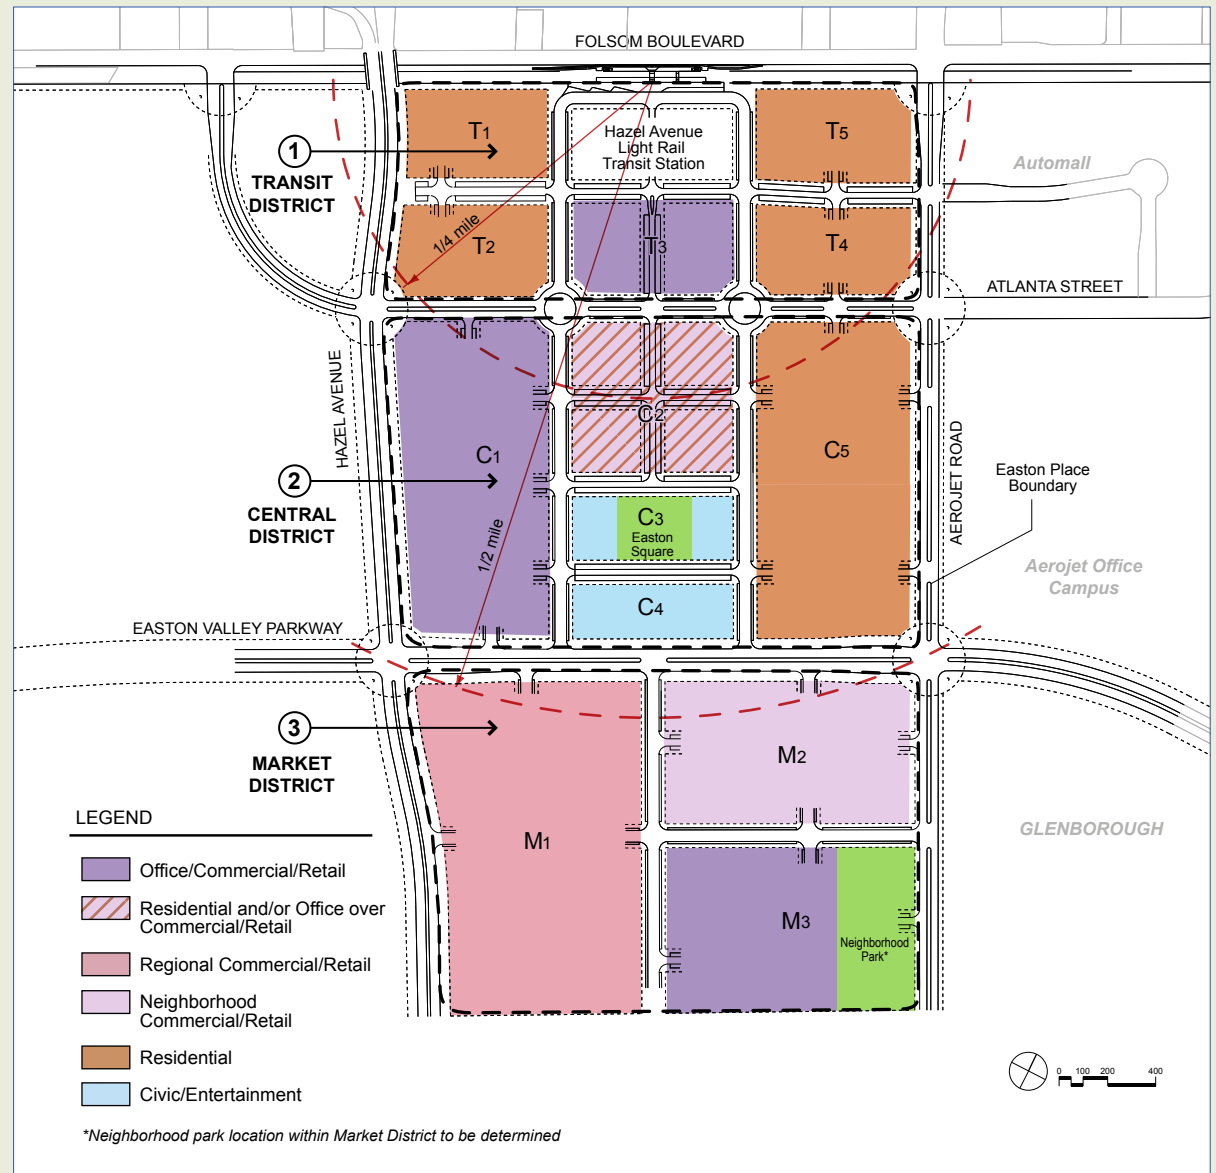 FOLSOM BOULEVARD
T1
Hazel Avenue
Light Rail
Transit Station
T5
1
TRANSIT
DISTRICT
Automall
1/4 mile
T2
T3
T4
ATLANTA STREET
HAZEL AVENUE
C2
C1
C5
AEROJET ROAD
Easton Place
Boundary
2
CENTRAL
DISTRICT
C3
Easton
Square
1/2 mile
Aerojet Office
Campus
C4
EASTON VALLEY PARKWAY
3
MARKET
DISTRICT
M2
M1
GLENBOROUGH
M3
Neighborhood
Park*
LEGEND
Office/Commercial/Retail
Residential and/or Office over
Commercial/Retail
Regional Commercial/Retail
Neighborhood
Commercial/Retail
Residential
Civic/Entertainment
0 100 200 400
*Neighborhood park location within Market District to be determined